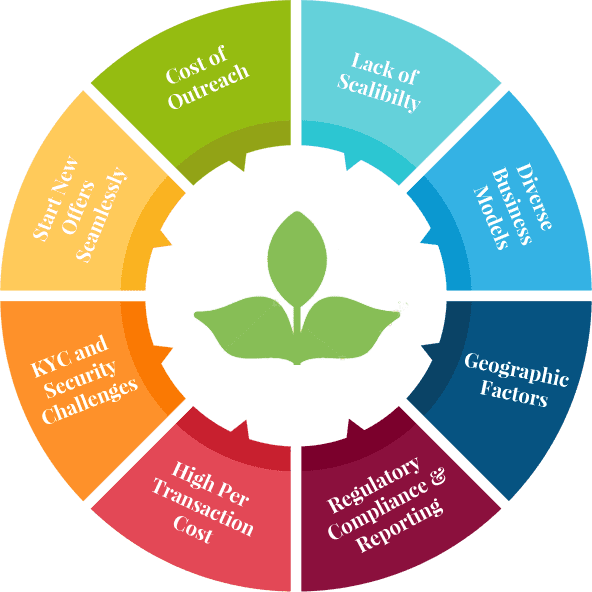 Cost of
Outreach
Lack of
Scalibilty
Diverse
Business
Models
Geographic
Factors
Regulatory
Compliance &
Reporting
High Per
Transaction
Cost
KYC and
Security
Challenges
Start New
Offers
Seamlessly